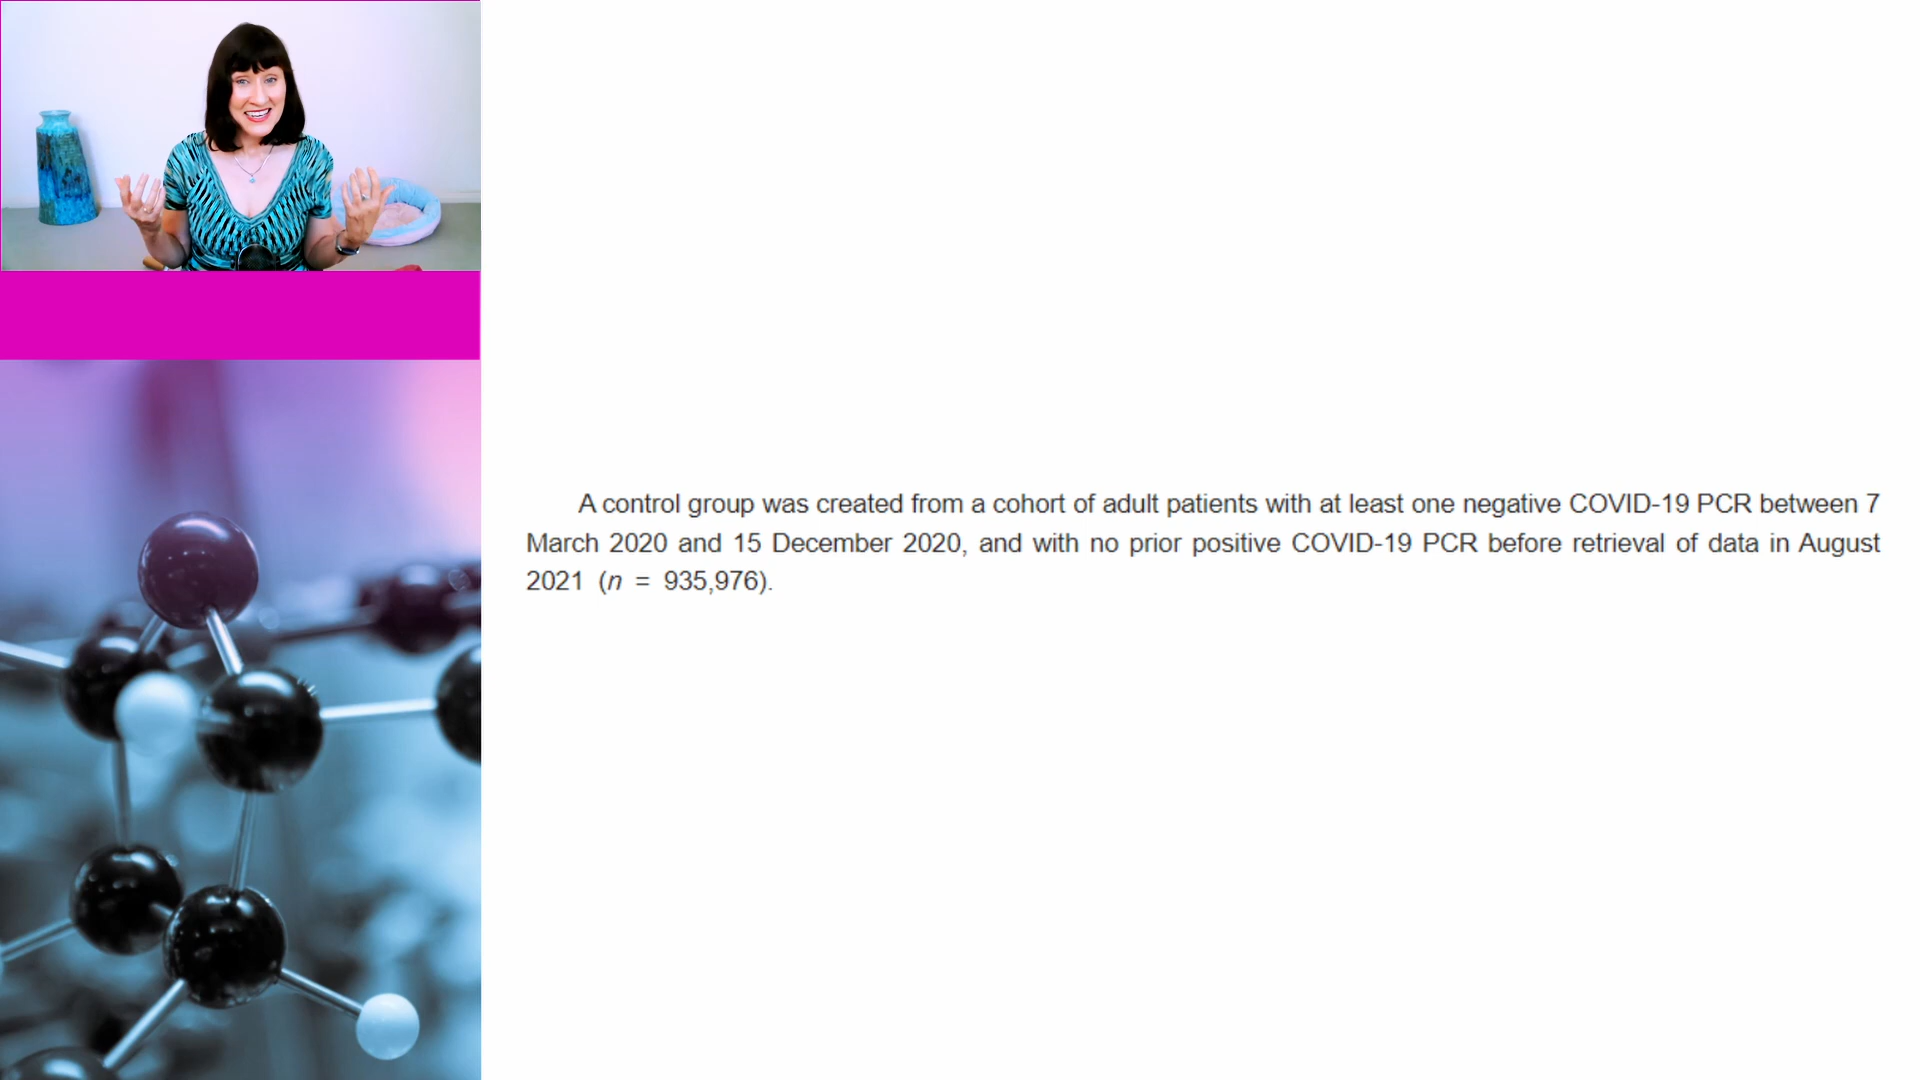 A control group was created from a cohort of adult patients with at least one negative COVID-19 PCR between 7
March 2020 and 15 December 2020, and with no prior positive COVID-19 PCR before retrieval of data in August
2021 (n = 935,976).